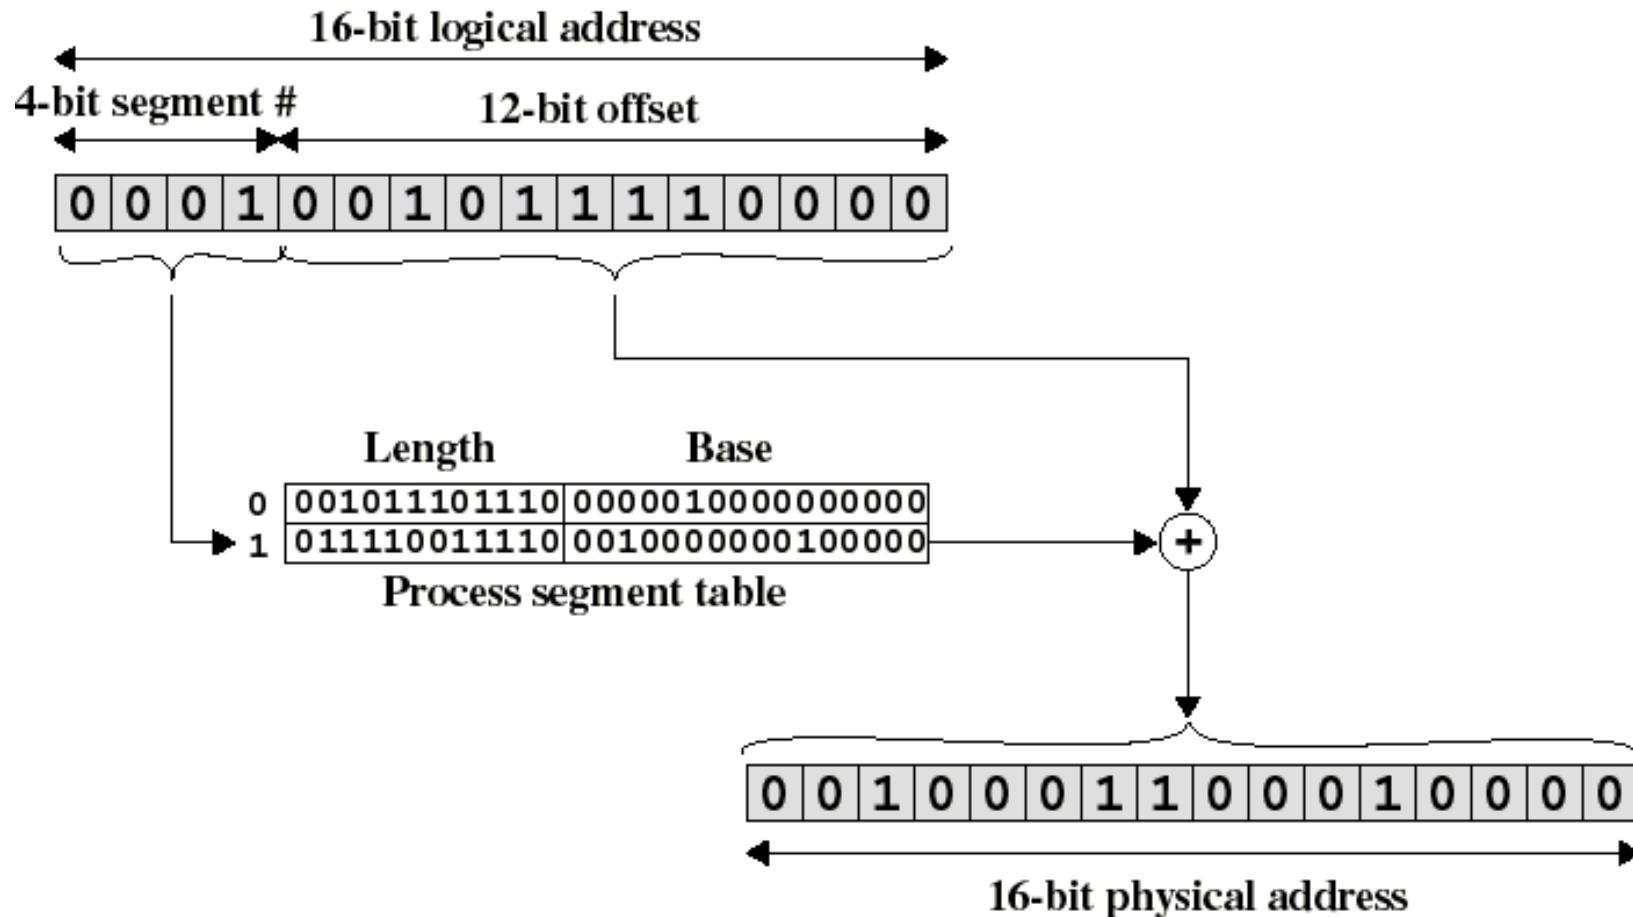 16-bit logical address
4-bit segment # 12-bit offset
0 0 0 1 0 0 1 0 1 1 1 1 0 0 0 0
Length Base
0 001011101110 0000010000000000
1 011110011110 0010000000100000
+
Process segment table
0 0 1 0 0 0 1 1 0 0 0 1 0 0 0 0
16-bit physical address